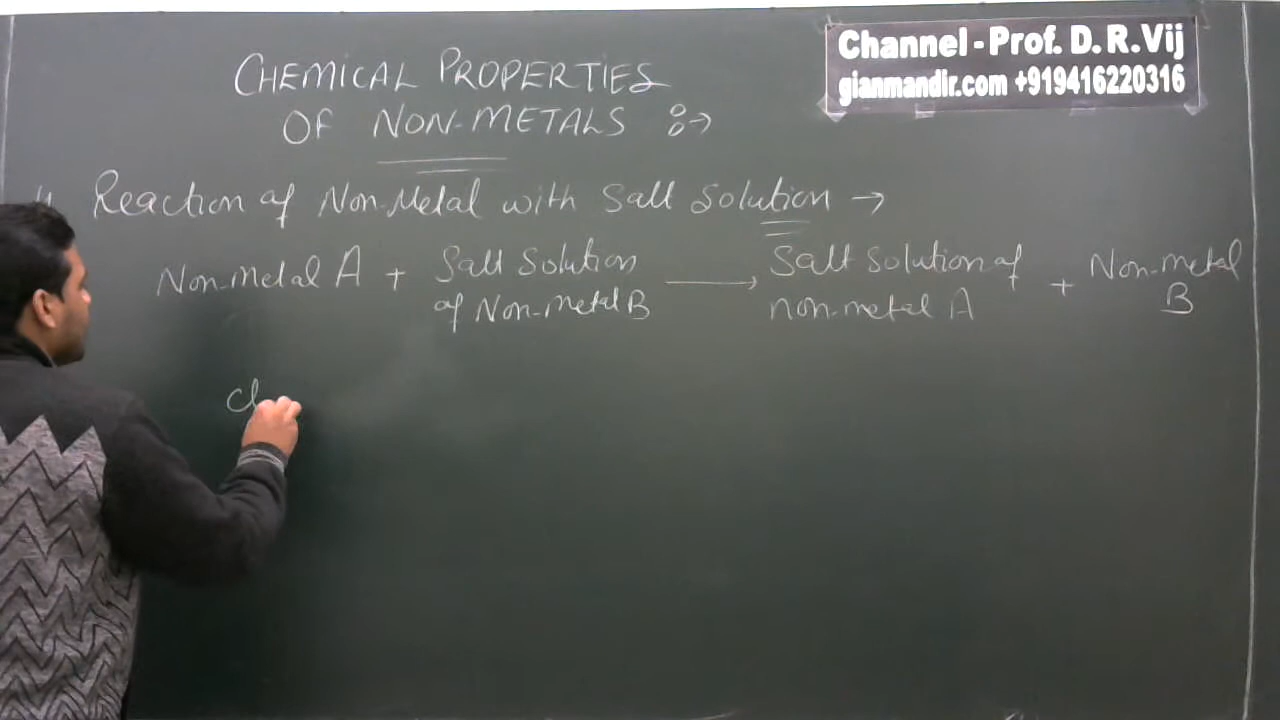 Channel - Prof. D. R. Vij
gianmandir.com +919416220316
CHEMICAL PROPERTIES
OF NON-METALS :→
Reaction of Non-Metal with Salt Solution →
Non-Metal A + Salt Solution of Non-Metal B → Salt Solution of non-metal A + Non-metal B
Cl